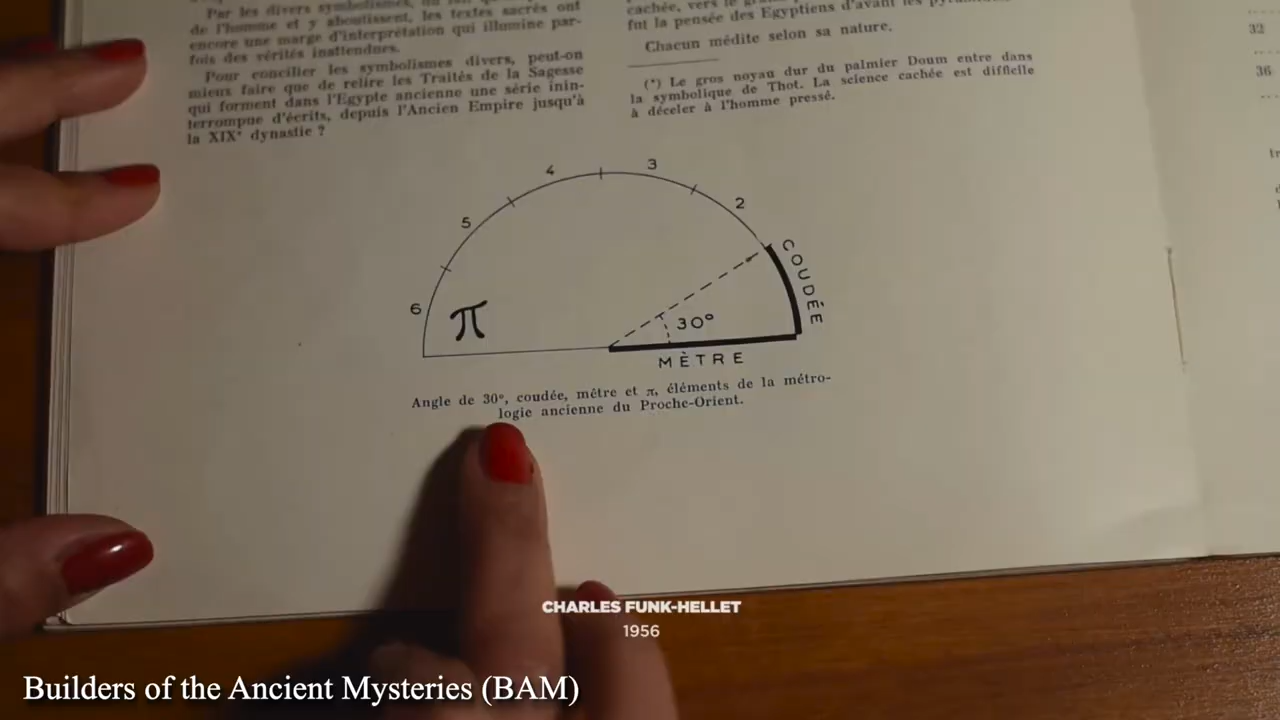 Par les divers symbolismes,
de l'homme et y aboutissent, les textes sacrés ont
encore une marge d'interprétation qui illumine par-
fois des vérités inattendues.
Pour concilier les symbolismes divers, peut-on
mieux faire que de relire les Traités de la Sagesse
qui forment dans l'Egypte ancienne une série inin-
terrompue d'écrits, depuis l'Ancien Empire jusqu'à
la XIXe dynastie ?
cachée, vers le
fut la pensée des Egyptiens d'avant les
Chacun médite selon sa nature.
(*) Le gros noyau dur du palmier Doum entre dans
la symbolique de Thot. La science cachée est difficile
à déceler à l'homme pressé.
32
36
4
3
5
2
6
COUDÉE
π
30°
MÈTRE
Angle de 30°, coudée, mètre et π, éléments de la métro-
logie ancienne du Proche-Orient.
CHARLES FUNK-HELLET
1956
Builders of the Ancient Mysteries (BAM)